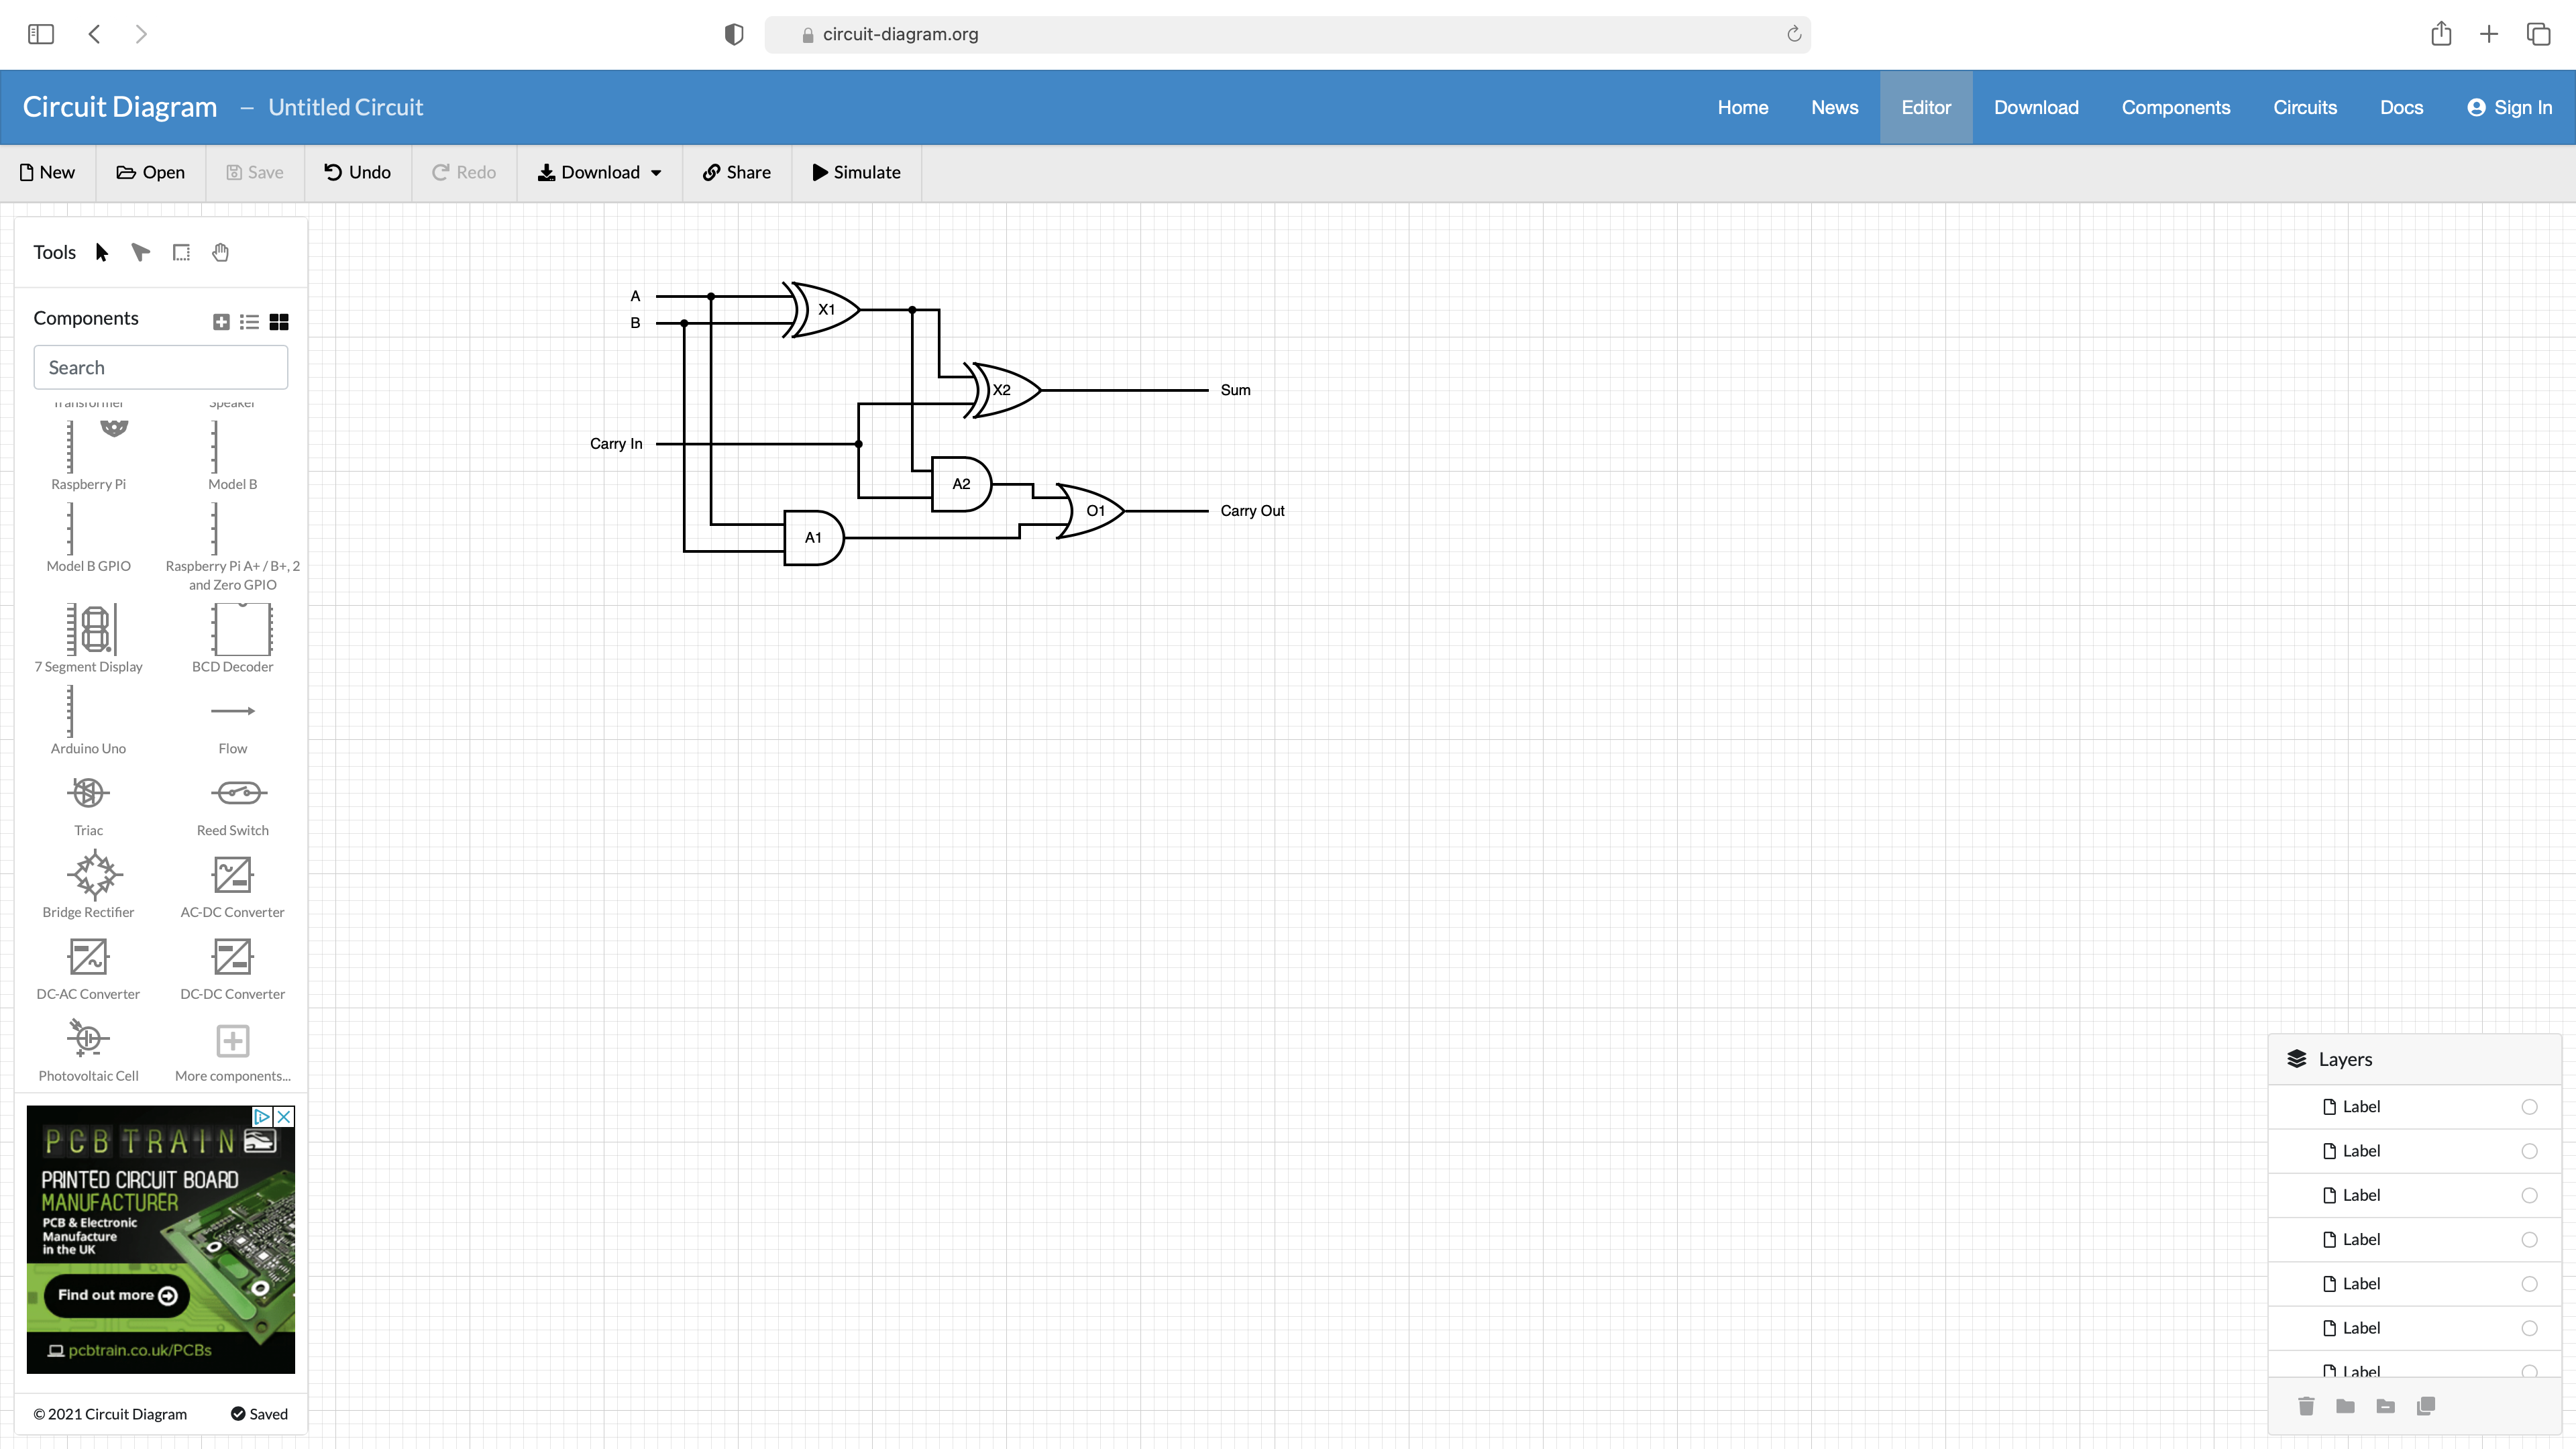 circuit-diagram.org
Circuit Diagram – Untitled Circuit
Home News Editor Download Components Circuits Docs Sign In
New Open Save Undo Redo Download Share Simulate
Tools
Components
Search
Transformer Speaker
Raspberry Pi Model B
Model B GPIO Raspberry Pi A+ / B+, 2
and Zero GPIO
7 Segment Display BCD Decoder
Arduino Uno Flow
Triac Reed Switch
Bridge Rectifier AC-DC Converter
DC-AC Converter DC-DC Converter
Photovoltaic Cell More components...
PCB TRAIN
PRINTED CIRCUIT BOARD
MANUFACTURER
PCB & Electronic
Manufacture
in the UK
Find out more
pcbtrain.co.uk/PCBs
© 2021 Circuit Diagram Saved
A
B
X1
X2
Sum
Carry In
A2
O1
Carry Out
A1
Layers
Label
Label
Label
Label
Label
Label
Label